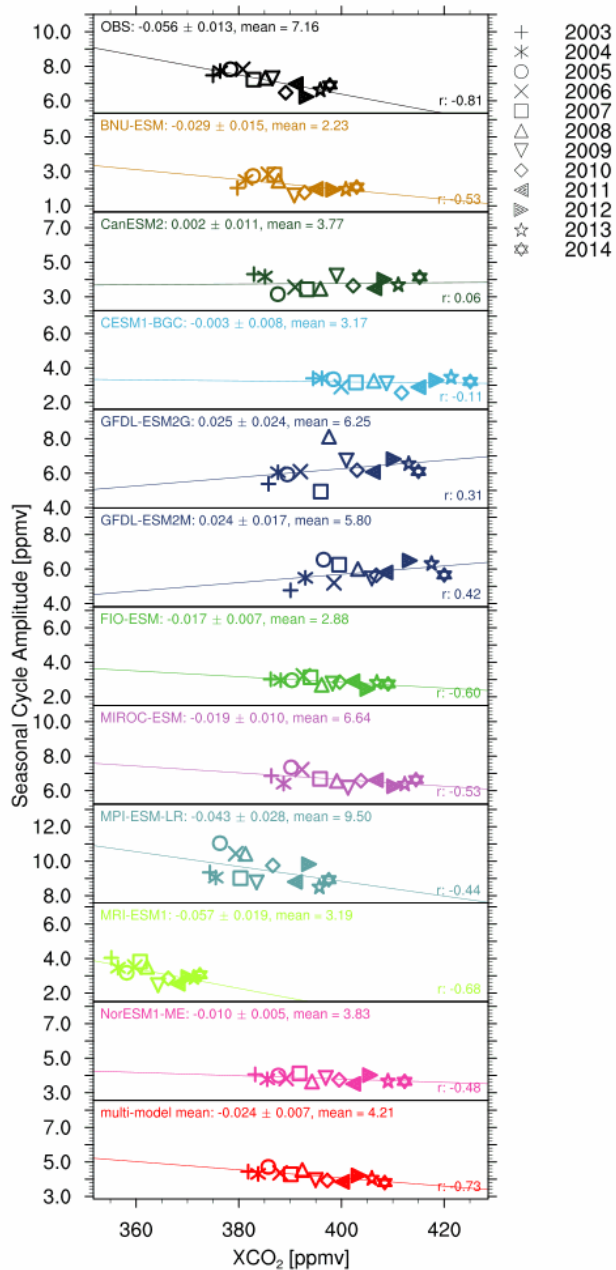 OBS: -0.056 ± 0.013, mean = 7.16
10.0
8.0
6.0
r: -0.81
BNU-ESM: -0.029 ± 0.015, mean = 2.23
5.0
3.0
1.0
r: -0.53
CanESM2: 0.002 ± 0.011, mean = 3.77
7.0
5.0
3.0
r: 0.06
CESM1-BGC: -0.003 ± 0.008, mean = 3.17
6.0
4.0
2.0
r: -0.11
GFDL-ESM2G: 0.025 ± 0.024, mean = 6.25
8.0
6.0
4.0
r: 0.31
GFDL-ESM2M: 0.024 ± 0.017, mean = 5.80
8.0
6.0
4.0
r: 0.42
FIO-ESM: -0.017 ± 0.007, mean = 2.88
6.0
4.0
2.0
r: -0.60
MIROC-ESM: -0.019 ± 0.010, mean = 6.64
10.0
8.0
6.0
r: -0.53
MPI-ESM-LR: -0.043 ± 0.028, mean = 9.50
12.0
10.0
8.0
r: -0.44
MRI-ESM1: -0.057 ± 0.019, mean = 3.19
6.0
4.0
2.0
r: -0.68
NorESM1-ME: -0.010 ± 0.005, mean = 3.83
7.0
5.0
3.0
r: -0.48
multi-model mean: -0.024 ± 0.007, mean = 4.21
7.0
5.0
3.0
r: -0.73
360 380 400 420
XCO₂ [ppmv]
Seasonal Cycle Amplitude [ppmv]
2003
2004
2005
2006
2007
2008
2009
2010
2011
2012
2013
2014